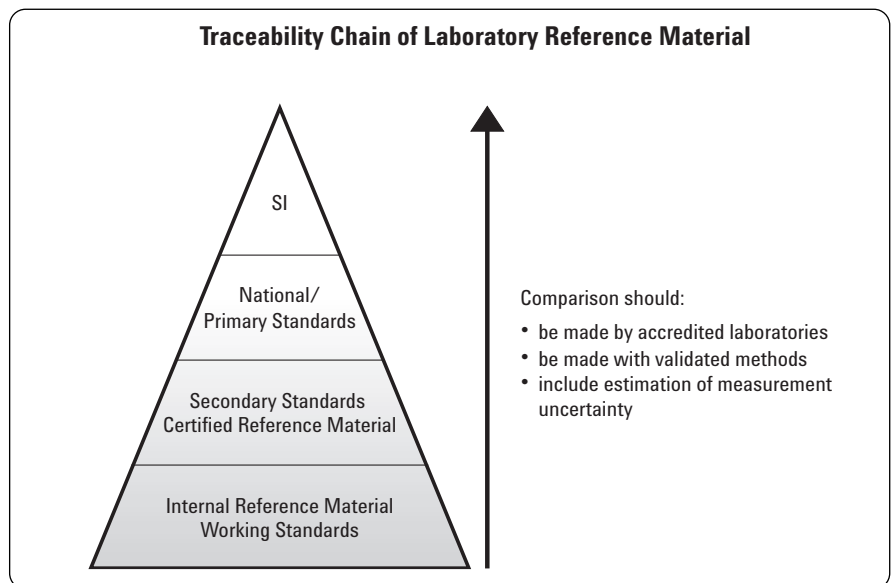 Traceability Chain of Laboratory Reference Material
SI
National/
Primary Standards
Secondary Standards
Certified Reference Material
Internal Reference Material
Working Standards
Comparison should:
• be made by accredited laboratories
• be made with validated methods
• include estimation of measurement
uncertainty